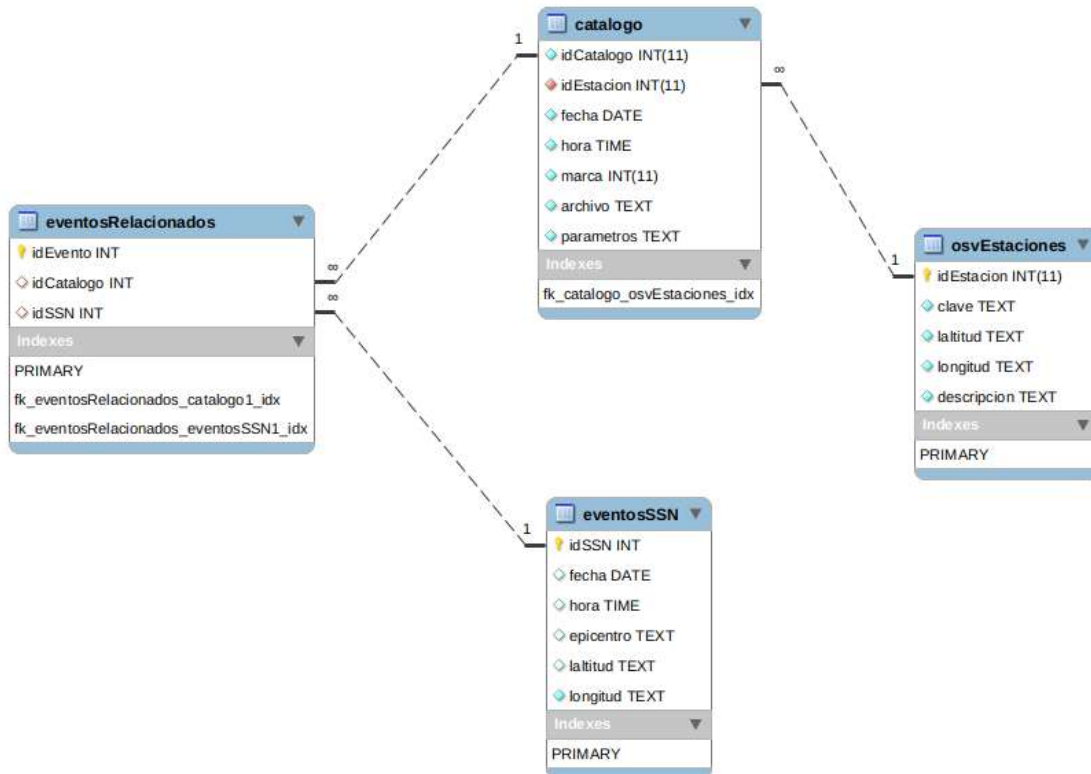 catalogo
idCatalogo INT(11)
idEstacion INT(11)
fecha DATE
hora TIME
marca INT(11)
archivo TEXT
parametros TEXT
Indexes
fk_catalogo_osvEstaciones_idx
1
∞
eventosRelacionados
idEvento INT
idCatalogo INT
idSSN INT
Indexes
PRIMARY
fk_eventosRelacionados_catalogo1_idx
fk_eventosRelacionados_eventosSSN1_idx
∞
∞
osvEstaciones
1
idEstacion INT(11)
clave TEXT
laltitud TEXT
longitud TEXT
descripcion TEXT
Indexes
PRIMARY
eventosSSN
1
idSSN INT
fecha DATE
hora TIME
epicentro TEXT
laltitud TEXT
longitud TEXT
Indexes
PRIMARY